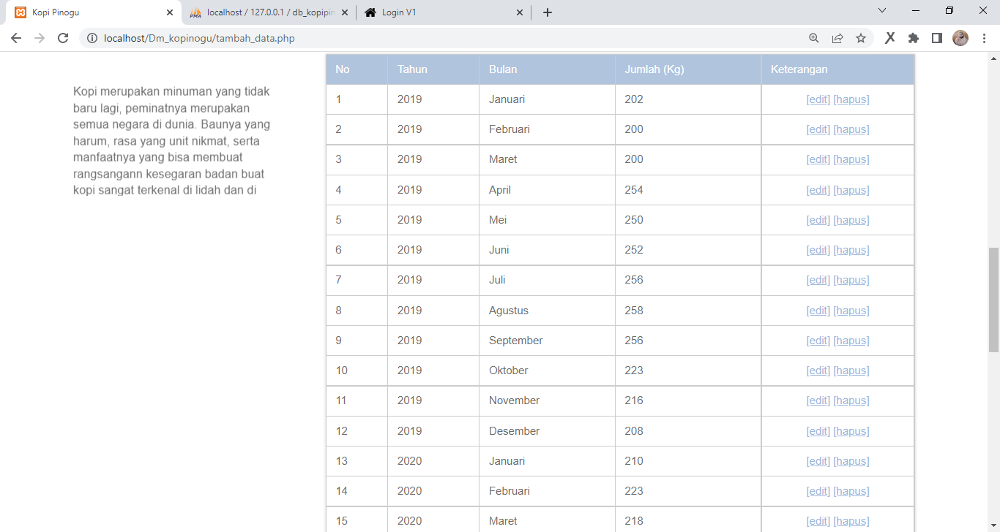 Kopi Pinogu
localhost / 127.0.0.1 / db_kopipin
Login V1
localhost/Dm_kopinogu/tambah_data.php
Kopi merupakan minuman yang tidak
baru lagi, peminatnya merupakan
semua negara di dunia. Baunya yang
harum, rasa yang unit nikmat, serta
manfaatnya yang bisa membuat
rangsangann kesegaran badan buat
kopi sangat terkenal di lidah dan di
No Tahun Bulan Jumlah (Kg) Keterangan
1 2019 Januari 202 [edit] [hapus]
2 2019 Februari 200 [edit] [hapus]
3 2019 Maret 200 [edit] [hapus]
4 2019 April 254 [edit] [hapus]
5 2019 Mei 250 [edit] [hapus]
6 2019 Juni 252 [edit] [hapus]
7 2019 Juli 256 [edit] [hapus]
8 2019 Agustus 258 [edit] [hapus]
9 2019 September 256 [edit] [hapus]
10 2019 Oktober 223 [edit] [hapus]
11 2019 November 216 [edit] [hapus]
12 2019 Desember 208 [edit] [hapus]
13 2020 Januari 210 [edit] [hapus]
14 2020 Februari 223 [edit] [hapus]
15 2020 Maret 218 [edit] [hapus]